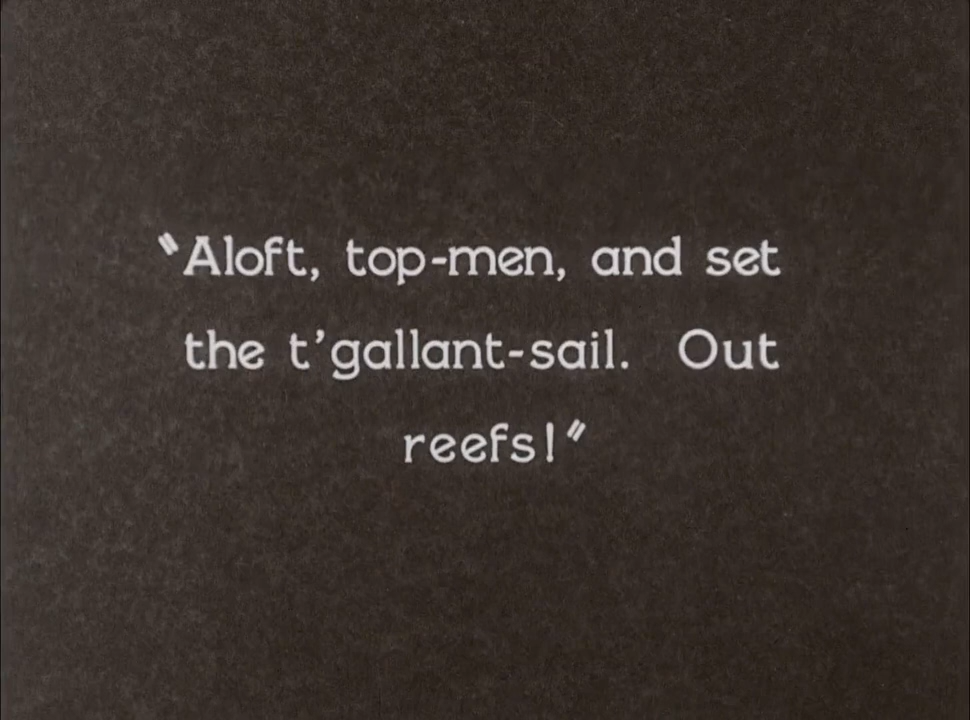 "Aloft, top-men, and set
the t'gallant-sail. Out
reefs!"